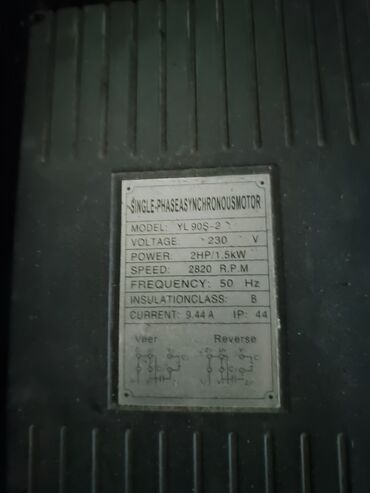 SINGLE-PHASEASYNCHRONOUSMOTOR
MODEL: YL90S-2
VOLTAGE: 230 V
POWER: 2HP/1.5kW
SPEED: 2820 R.P.M
FREQUENCY: 50 Hz
INSULATIONCLASS: B
CURRENT: 9.44 A IP: 44
Veer Reverse